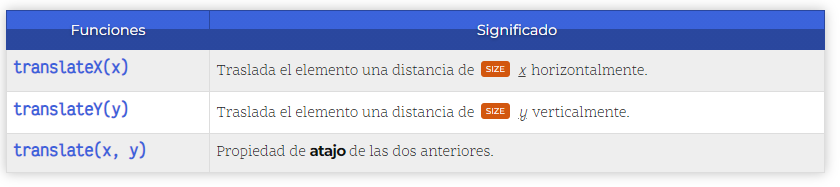 Funciones Significado
translateX(x) Traslada el elemento una distancia de SIZE x horizontalmente.
translateY(y) Traslada el elemento una distancia de SIZE y verticalmente.
translate(x, y) Propiedad de atajo de las dos anteriores.